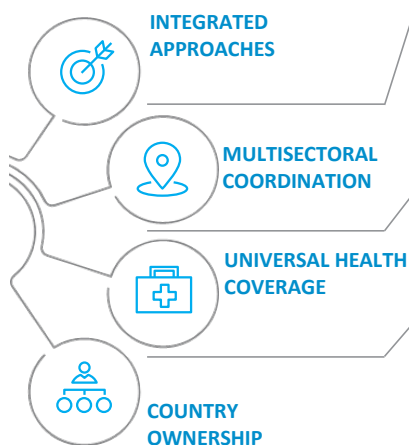 INTEGRATED
APPROACHES
MULTISECTORAL
COORDINATION
UNIVERSAL HEALTH
COVERAGE
COUNTRY
OWNERSHIP